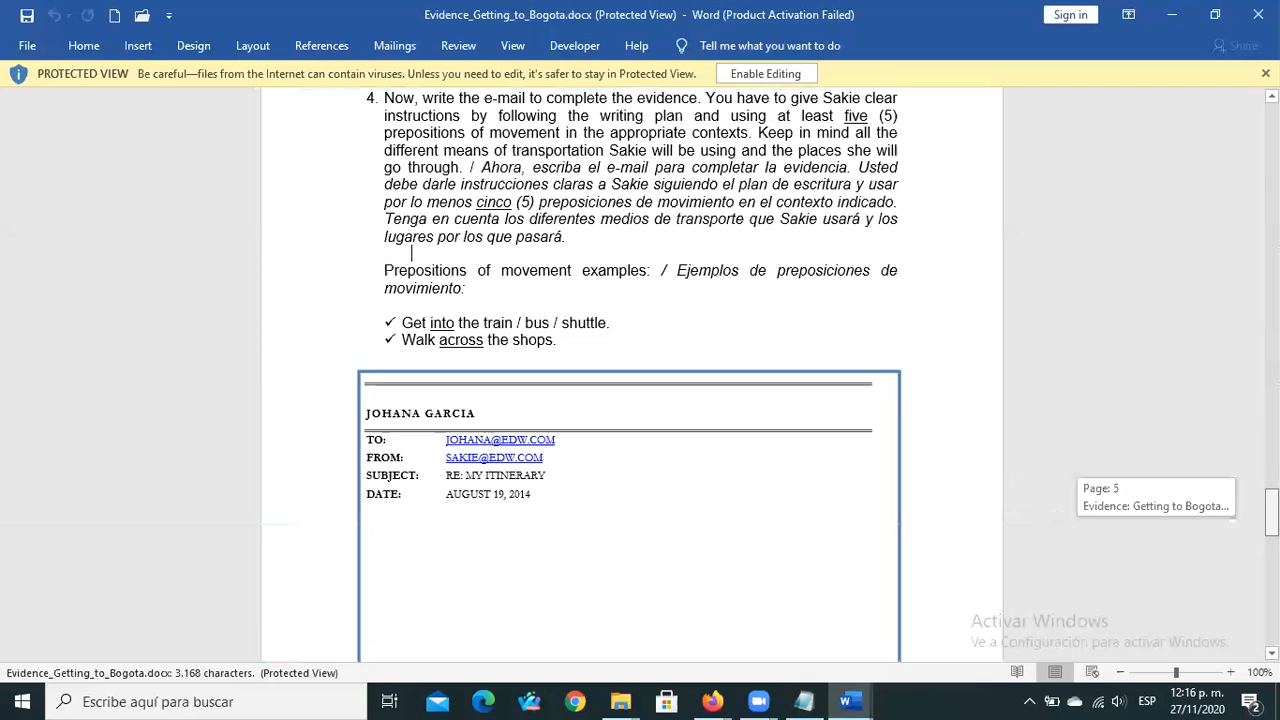 Evidence_Getting_to_Bogota.docx (Protected View) - Word (Product Activation Failed)
Sign in
File Home Insert Design Layout References Mailings Review View Developer Help Tell me what you want to do Share
PROTECTED VIEW Be careful—files from the Internet can contain viruses. Unless you need to edit, it's safer to stay in Protected View. Enable Editing
4. Now, write the e-mail to complete the evidence. You have to give Sakie clear
instructions by following the writing plan and using at least five (5)
prepositions of movement in the appropriate contexts. Keep in mind all the
different means of transportation Sakie will be using and the places she will
go through. / Ahora, escriba el e-mail para completar la evidencia. Usted
debe darle instrucciones claras a Sakie siguiendo el plan de escritura y usar
por lo menos cinco (5) preposiciones de movimiento en el contexto indicado.
Tenga en cuenta los diferentes medios de transporte que Sakie usará y los
lugares por los que pasará.
Prepositions of movement examples: / Ejemplos de preposiciones de
movimiento:
✓ Get into the train / bus / shuttle.
✓ Walk across the shops.
JOHANA GARCIA
TO: JOHANA@EDW.COM
FROM: SAKIE@EDW.COM
SUBJECT: RE: MY ITINERARY
DATE: AUGUST 19, 2014
Page: 5
Evidence: Getting to Bogota...
Activar Windows
Ve a Configuración para activar Windows.
Evidence_Getting_to_Bogota.docx: 3.168 characters. (Protected View)
100%
Escribe aquí para buscar
ESP
12:16 p. m.
27/11/2020
2